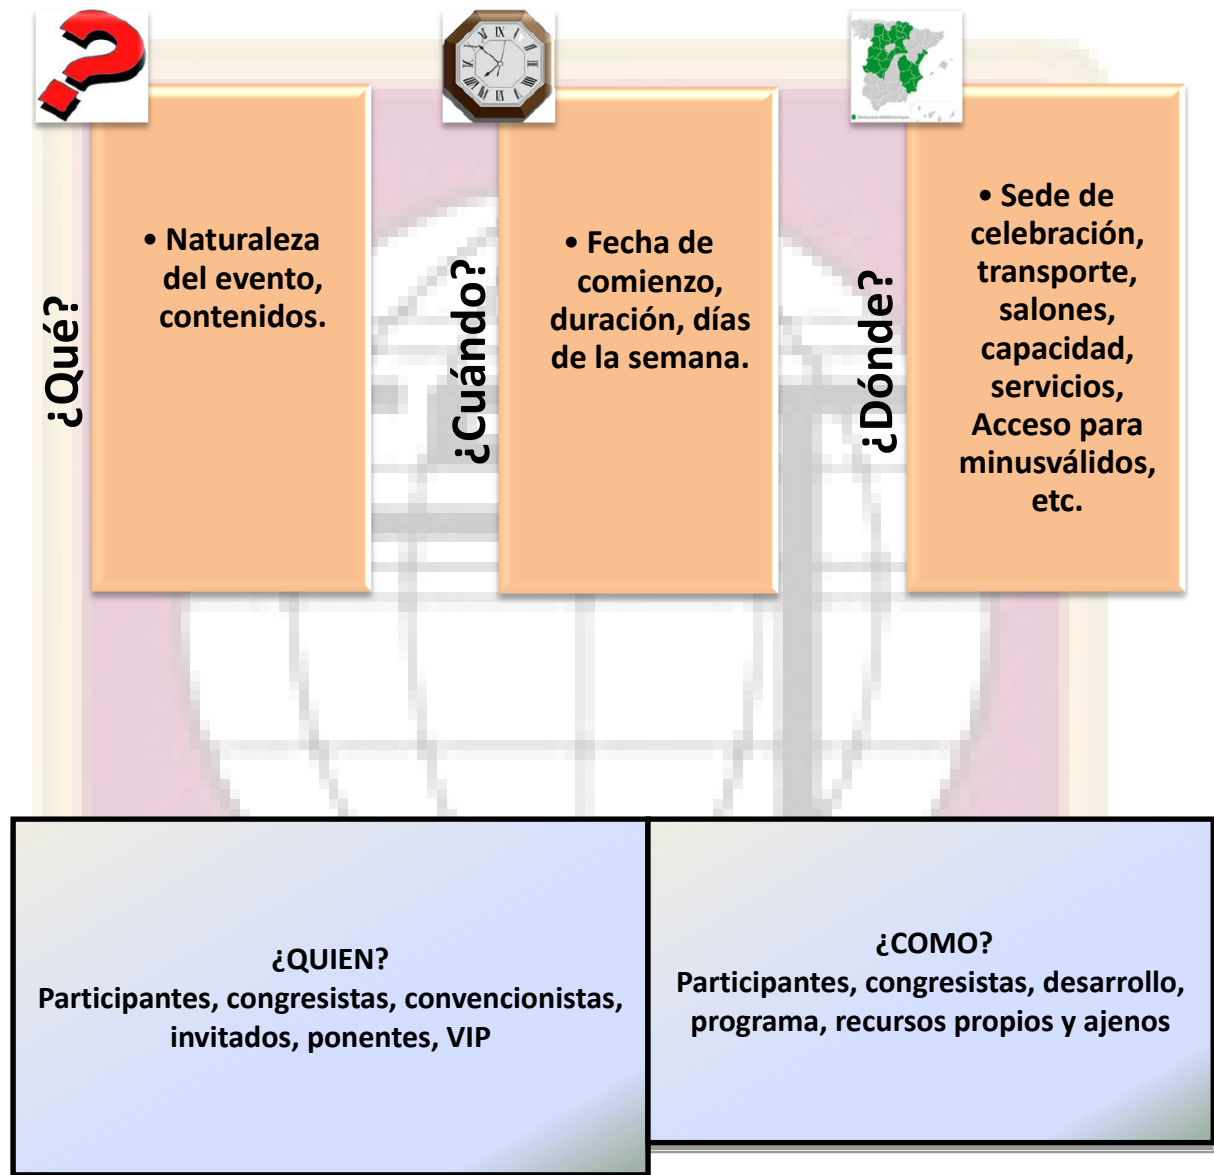 ¿Qué?
• Naturaleza
del evento,
contenidos.
¿Cuándo?
• Fecha de
comienzo,
duración, días
de la semana.
¿Dónde?
• Sede de
celebración,
transporte,
salones,
capacidad,
servicios,
Acceso para
minusválidos,
etc.
¿QUIEN?
Participantes, congresistas, convencionistas,
invitados, ponentes, VIP
¿COMO?
Participantes, congresistas, desarrollo,
programa, recursos propios y ajenos